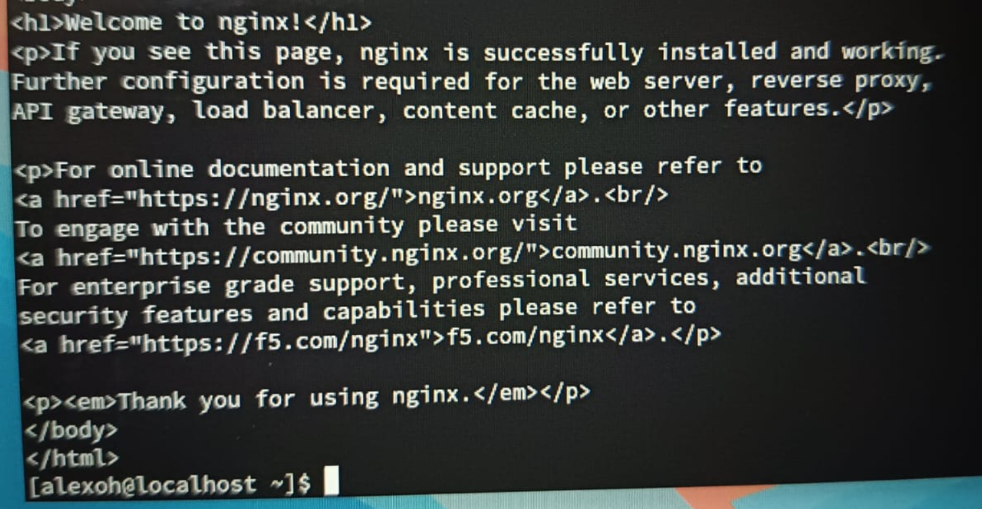 <h1>Welcome to nginx!</h1>
<p>If you see this page, nginx is successfully installed and working.
Further configuration is required for the web server, reverse proxy,
API gateway, load balancer, content cache, or other features.</p>
<p>For online documentation and support please refer to
<a href="https://nginx.org/">nginx.org</a>.<br/>
To engage with the community please visit
<a href="https://community.nginx.org/">community.nginx.org</a>.<br/>
For enterprise grade support, professional services, additional
security features and capabilities please refer to
<a href="https://f5.com/nginx">f5.com/nginx</a>.</p>
<p><em>Thank you for using nginx.</em></p>
</body>
</html>
[alexoh@localhost ~]$